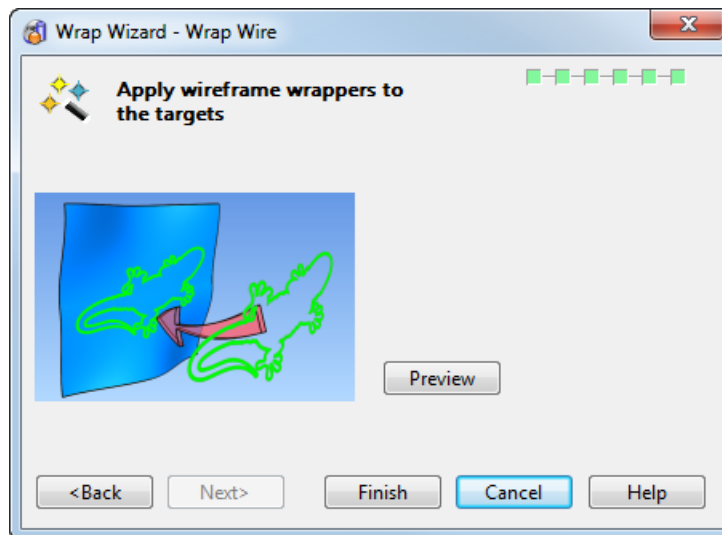 Wrap Wizard - Wrap Wire
Apply wireframe wrappers to
the targets
Preview
<Back
Next>
Finish
Cancel
Help